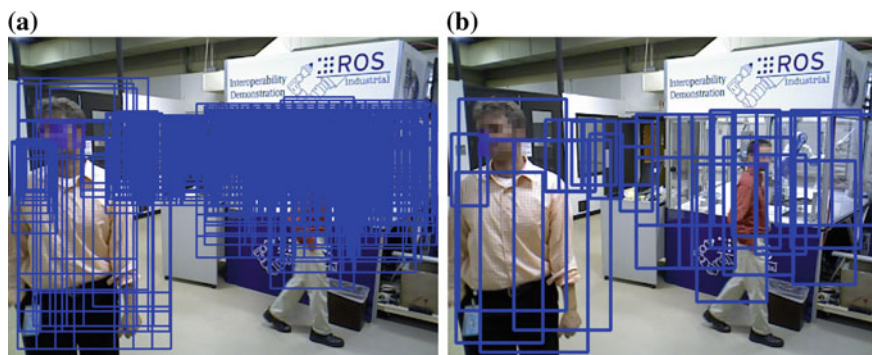 (a)
(b)
ROS
Industrial
Interoperability
Demonstration
ROS
Industrial
Interoperability
Demonstration